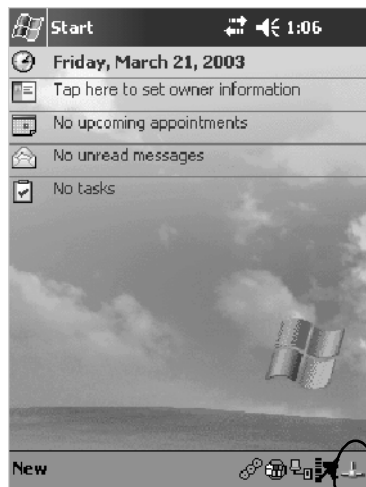 Start 1:06
Friday, March 21, 2003
Tap here to set owner information
No upcoming appointments
No unread messages
No tasks
New